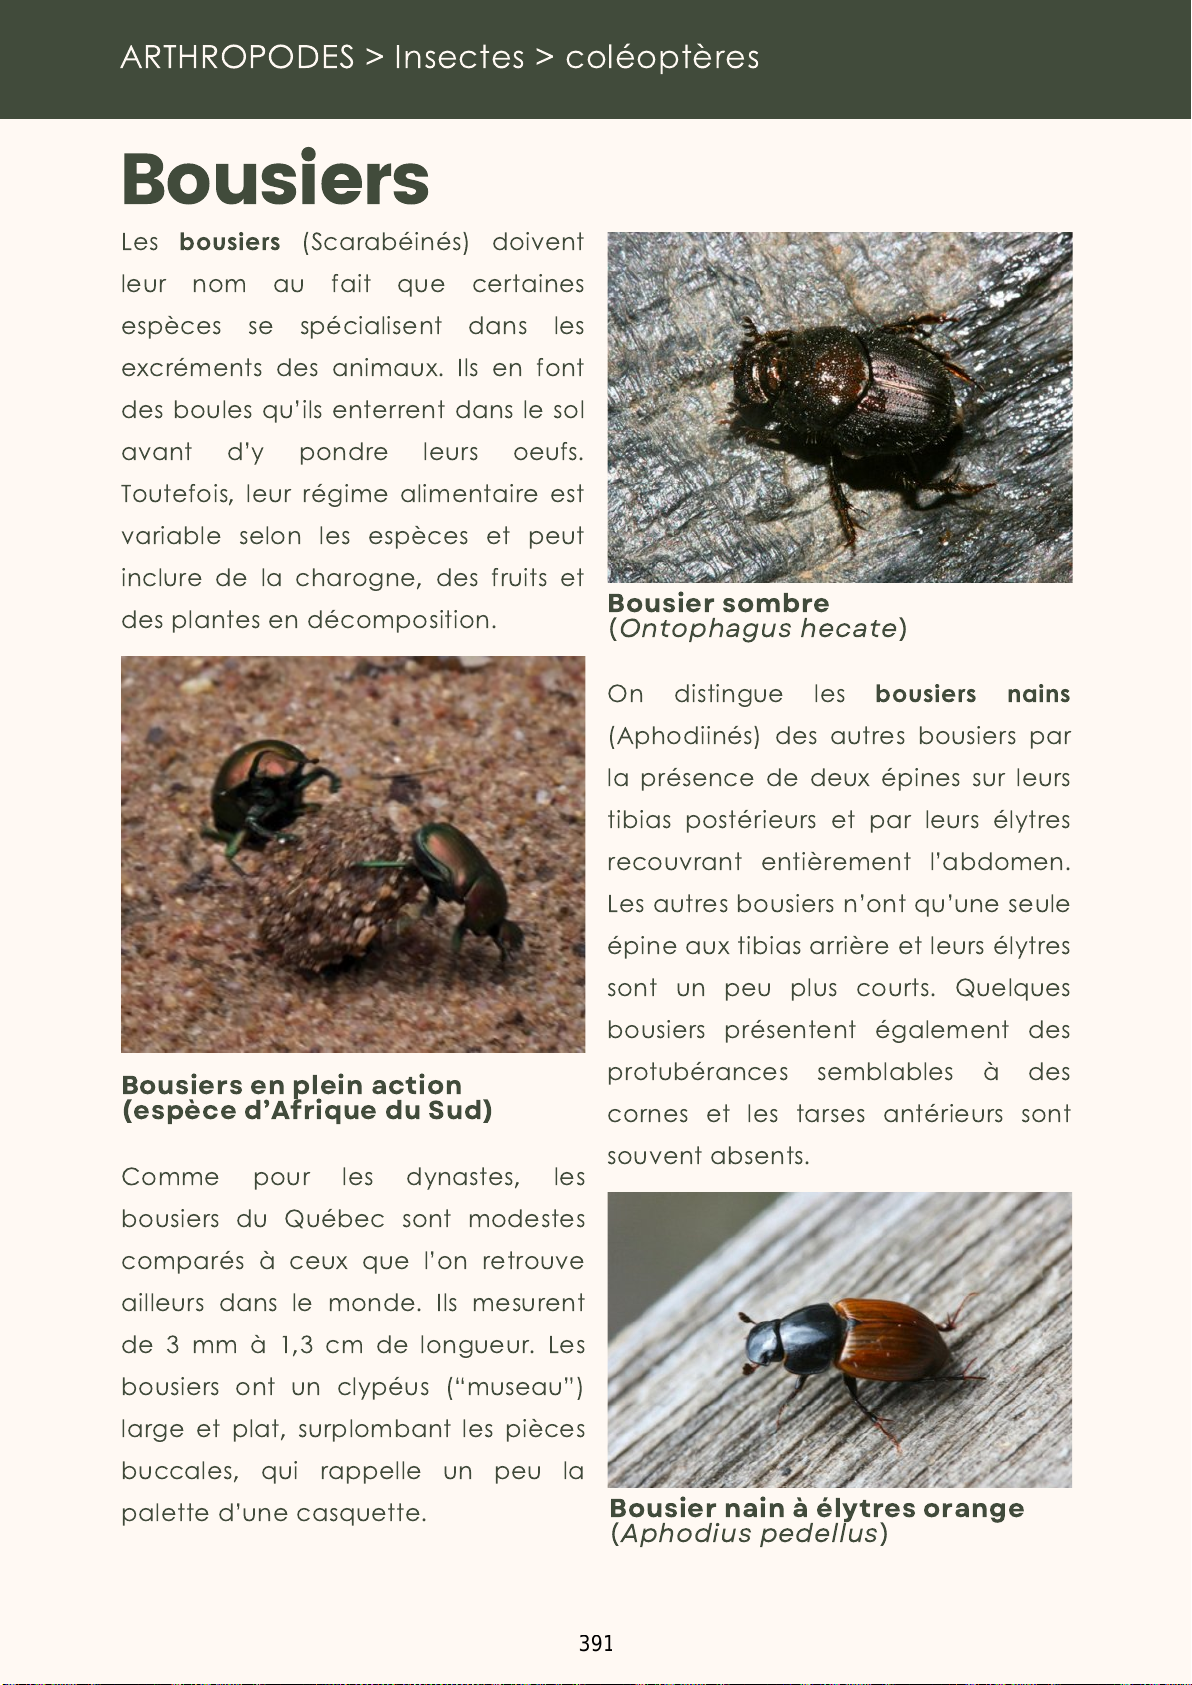 ARTHROPODES > Insectes > coléoptères
Bousiers
Les bousiers (Scarabéinés) doivent
leur nom au fait que certaines
espèces se spécialisent dans les
excréments des animaux. Ils en font
des boules qu’ils enterrent dans le sol
avant d’y pondre leurs oeufs.
Toutefois, leur régime alimentaire est
variable selon les espèces et peut
inclure de la charogne, des fruits et
des plantes en décomposition.
Bousiers en plein action
(espèce d’Afrique du Sud)
Comme pour les dynastes, les
bousiers du Québec sont modestes
comparés à ceux que l’on retrouve
ailleurs dans le monde. Ils mesurent
de 3 mm à 1,3 cm de longueur. Les
bousiers ont un clypéus (“museau”)
large et plat, surplombant les pièces
buccales, qui rappelle un peu la
palette d’une casquette.
Bousier sombre
(Ontophagus hecate)
On distingue les bousiers nains
(Aphodiinés) des autres bousiers par
la présence de deux épines sur leurs
tibias postérieurs et par leurs élytres
recouvrant entièrement l’abdomen.
Les autres bousiers n’ont qu’une seule
épine aux tibias arrière et leurs élytres
sont un peu plus courts. Quelques
bousiers présentent également des
protubérances semblables à des
cornes et les tarses antérieurs sont
souvent absents.
Bousier nain à élytres orange
(Aphodius pedellus)
391